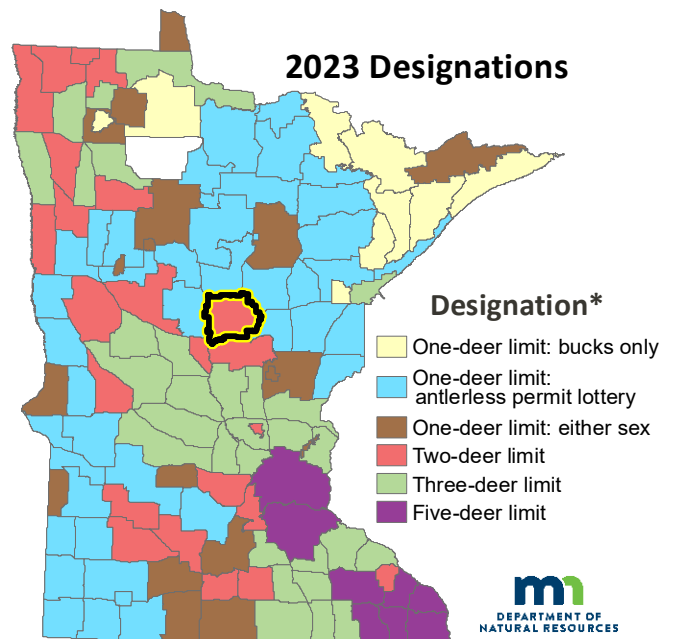 2023 Designations
Designation*
One-deer limit: bucks only
One-deer limit:
antlerless permit lottery
One-deer limit: either sex
Two-deer limit
Three-deer limit
Five-deer limit
mn
DEPARTMENT OF
NATURAL RESOURCES